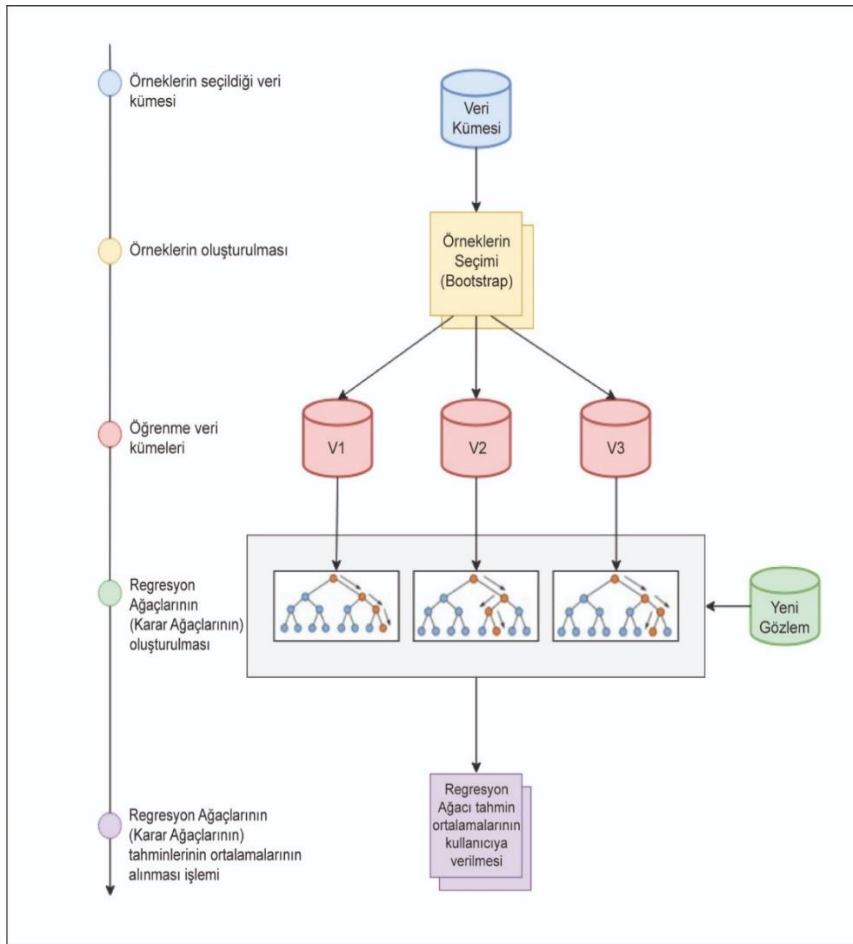 Örneklerin seçildiği veri
kümesi
Veri
Kümesi
Örneklerin oluşturulması
Örneklerin
Seçimi
(Bootstrap)
Öğrenme veri
kümeleri
V1
V2
V3
Regresyon
Ağaçlarının
(Karar Ağaçlarının)
oluşturulması
Yeni
Gözlem
Regresyon Ağaçlarının
(Karar Ağaçlarının)
tahminlerinin ortalamalarının
alınması işlemi
Regresyon
Ağacı tahmin
ortalamalarının
kullanıcıya
verilmesi